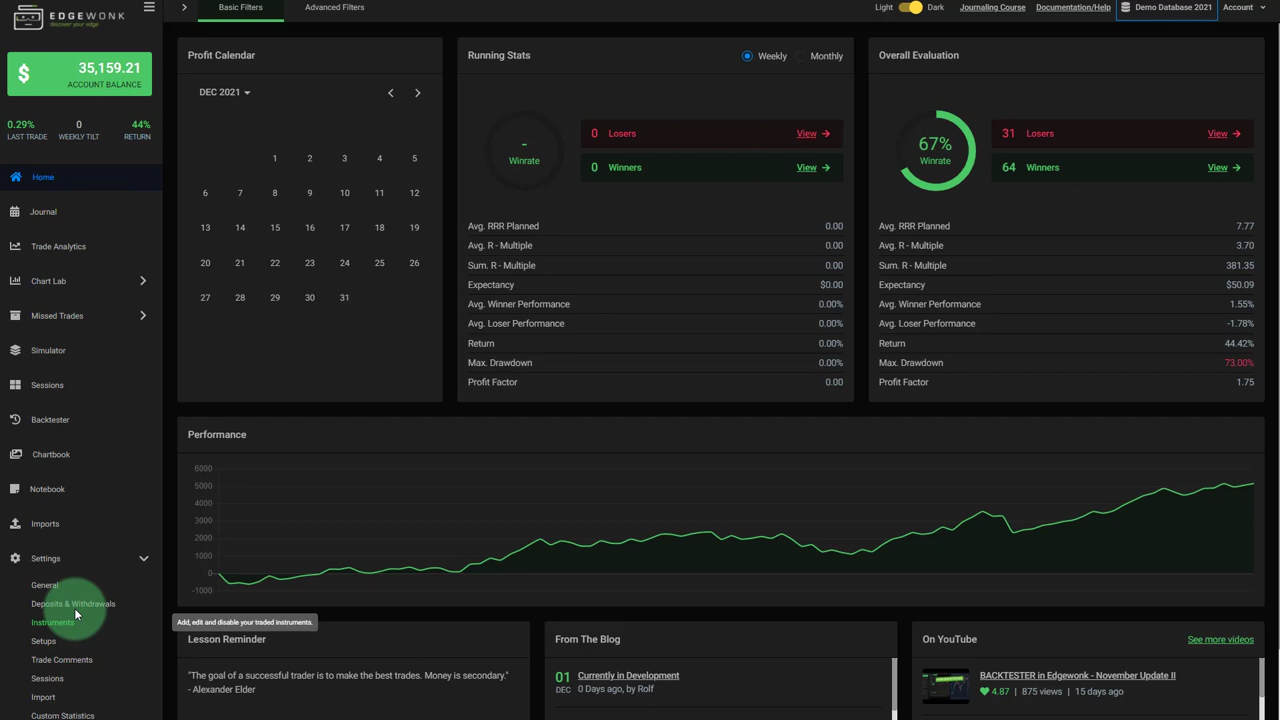 EDGEWONK
discover your edge
$ 35,159.21
ACCOUNT BALANCE
0.29% 0 44%
LAST TRADE WEEKLY TILT RETURN
Home
Journal
Trade Analytics
Chart Lab
Missed Trades
Simulator
Sessions
Backtester
Chartbook
Notebook
Imports
Settings
General
Deposits & Withdrawals
Instruments
Setups
Trade Comments
Sessions
Import
Custom Statistics
Basic Filters Advanced Filters
Light Dark Journaling Course Documentation/Help Demo Database 2021 Account
Profit Calendar
DEC 2021
1 2 3 4 5
6 7 8 9 10 11 12
13 14 15 16 17 18 19
20 21 22 23 24 25 26
27 28 29 30 31
Running Stats Weekly Monthly
-
Winrate
0 Losers View
0 Winners View
Avg. RRR Planned 0.00
Avg. R - Multiple 0.00
Sum. R - Multiple 0.00
Expectancy $0.00
Avg. Winner Performance 0.00%
Avg. Loser Performance 0.00%
Return 0.00%
Max. Drawdown 0.00%
Profit Factor 0.00
Overall Evaluation
67%
Winrate
31 Losers View
64 Winners View
Avg. RRR Planned 7.77
Avg. R - Multiple 3.70
Sum. R - Multiple 381.35
Expectancy $50.09
Avg. Winner Performance 1.55%
Avg. Loser Performance -1.78%
Return 44.42%
Max. Drawdown 73.00%
Profit Factor 1.75
Performance
6000
5000
4000
3000
2000
1000
0
-1000
Add, edit and disable your traded instruments.
Lesson Reminder
"The goal of a successful trader is to make the best trades. Money is secondary."
- Alexander Elder
From The Blog
01 Currently in Development
DEC 0 Days ago, by Rolf
On YouTube See more videos
BACKTESTER in Edgewonk - November Update II
4.87 | 875 views | 15 days ago